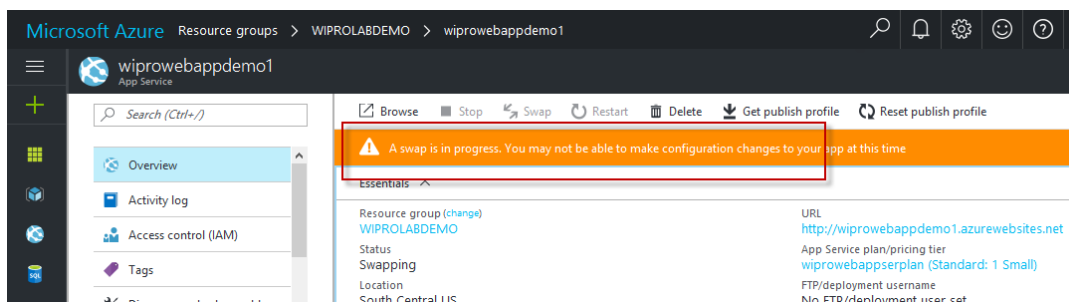 Microsoft Azure Resource groups > WIPROLABDEMO > wiprowebappdemo1
wiprowebappdemo1
App Service
Search (Ctrl+/)
Browse Stop Swap Restart Delete Get publish profile Reset publish profile
A swap is in progress. You may not be able to make configuration changes to your app at this time
Overview
Essentials
Activity log
Resource group (change)
URL
WIPROLABDEMO
http://wiprowebappdemo1.azurewebsites.net
Access control (IAM)
Status
App Service plan/pricing tier
Swapping
wiprowebappserplan (Standard: 1 Small)
Tags
Location
FTP/deployment username
South Central US
No FTP/deployment user set
SQL